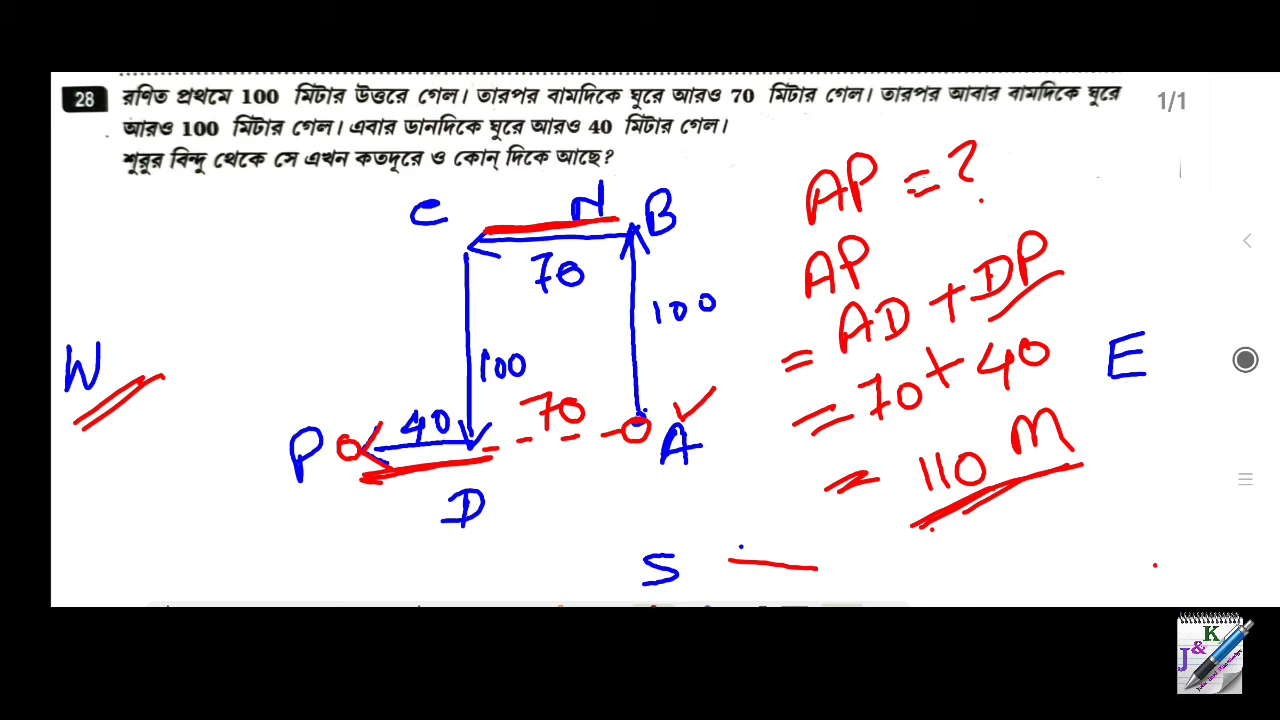 28 রণিত প্রথমে 100 মিটার উত্তরে গেল। তারপর বামদিকে ঘুরে আরও 70 মিটার গেল। তারপর আবার বামদিকে ঘুরে
আরও 100 মিটার গেল। এবার ডানদিকে ঘুরে আরও 40 মিটার গেল।
শুরুর বিন্দু থেকে সে এখন কতদূরে ও কোন্ দিকে আছে?
1/1
AP = ?
C N B
70
AP
100
= AD + DP
W
100
E
= 70 + 40
40 70
P A
= 110 M
D
S
J & K